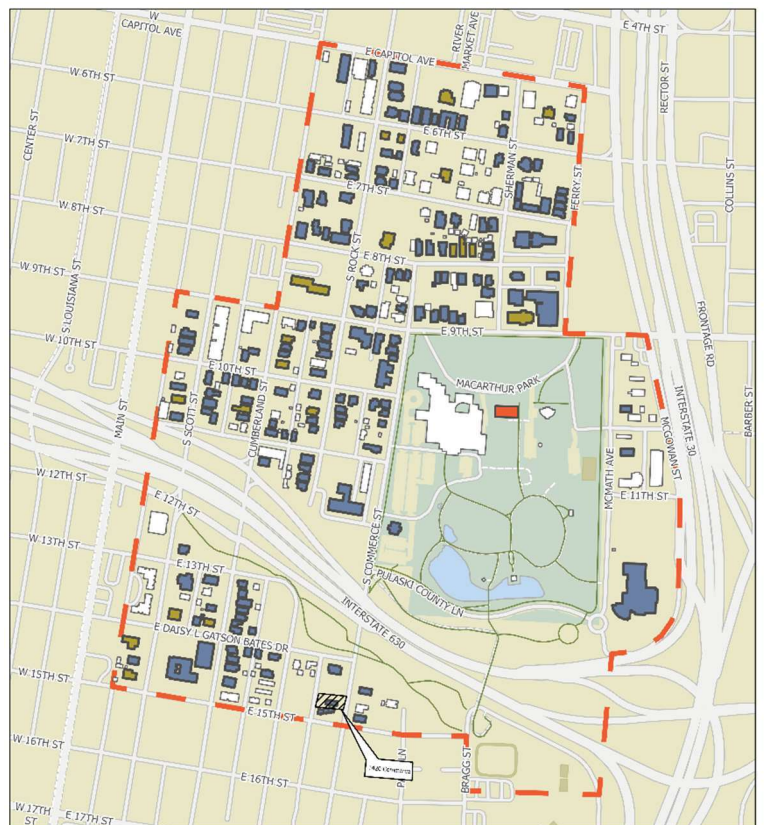 W
CAPITOL AVE
RIVER
MARKET AVE
E 4TH ST
E CAPITOL AVE
W 6TH ST
RECTOR ST
CENTER ST
E 6TH ST
W 7TH ST
SHERMAN ST
COLLINS ST
E 7TH ST
FERRY ST
W 8TH ST
S ROCK ST
E 8TH ST
W 9TH ST
S LOUISIANA ST
E 9TH ST
FRONTAGE RD
W 10TH ST
E 10TH ST
MACARTHUR PARK
MAIN ST
S SCOTT ST
CUMBERLAND ST
INTERSTATE 30
BARBER ST
MCGOWAN ST
MCMATH AVE
W 12TH ST
E 12TH ST
E 11TH ST
W 13TH ST
E 13TH ST
S COMMERCE ST
PULASKI COUNTY LN
INTERSTATE 630
E DAISY L GATSON BATES DR
W 15TH ST
E 15TH ST
W 16TH ST
E 16TH ST
BRAGG ST
LN
W 17TH
ST
E 17TH ST